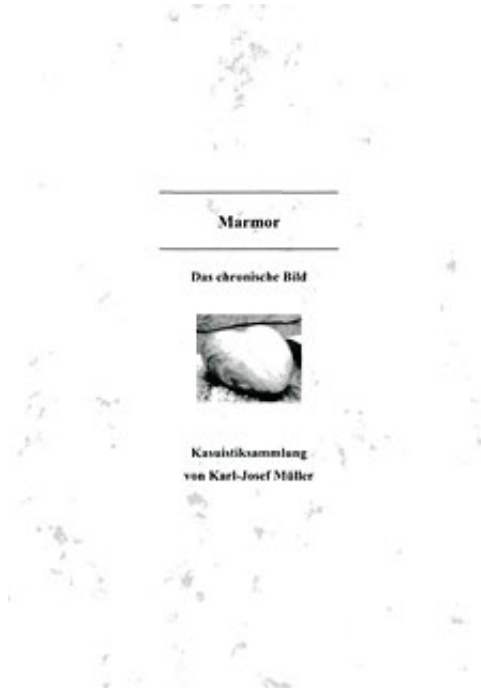 Marmor
Das chronische Bild
Kasuistiksammlung
von Karl-Josef Müller